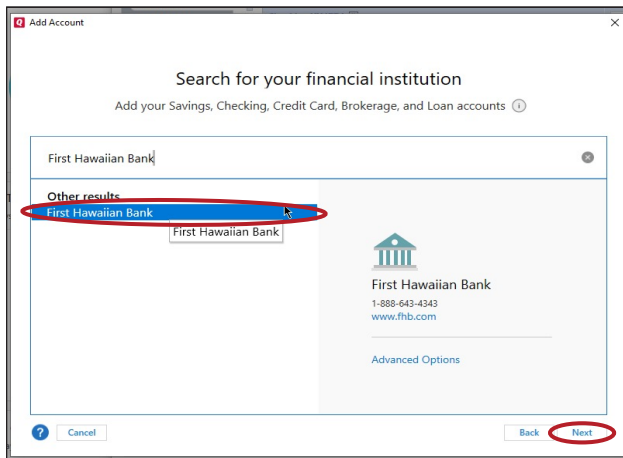 Add Account
Search for your financial institution
Add your Savings, Checking, Credit Card, Brokerage, and Loan accounts
First Hawaiian Bank
Other results
First Hawaiian Bank
First Hawaiian Bank
First Hawaiian Bank
1-888-643-4343
www.fhb.com
Advanced Options
? Cancel Back Next